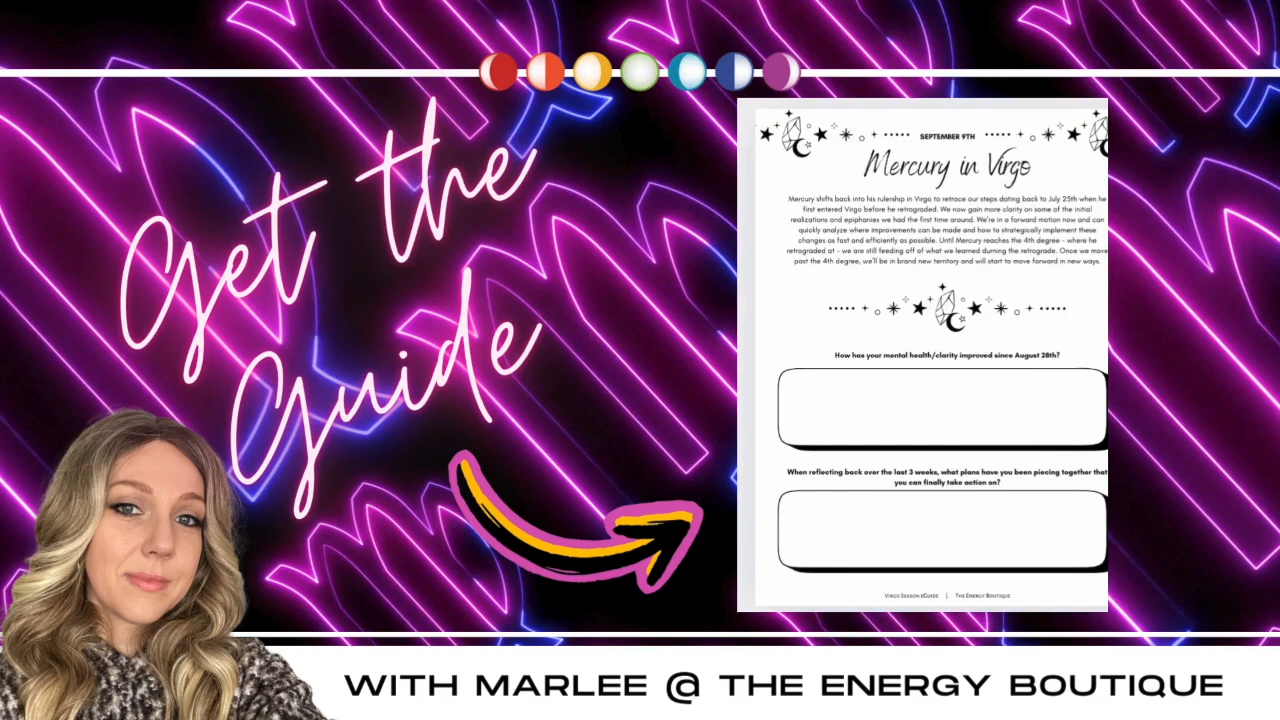 Get the
Guide
SEPTEMBER 9TH
Mercury in Virgo
Mercury shifts back into his rulership in Virgo to retrace our steps dating back to July 25th when he
first entered Virgo before he retrograded. We now gain more clarity on some of the initial
realizations and epiphanies we had the first time around. We're in a forward motion now and can
quickly analyze where improvements can be made and how to strategically implement these
changes as fast and efficiently as possible. Until Mercury reaches the 4th degree - where he
retrograded at - we are still feeding off of what we learned durning the retrograde. Once we move
past the 4th degree, we'll be in brand new territory and will start to move forward in new ways.
How has your mental health/clarity improved since August 28th?
When reflecting back over the last 3 weeks, what plans have you been piecing together that
you can finally take action on?
Virgo Season eGuide | The Energy Boutique
WITH MARLEE @ THE ENERGY BOUTIQUE